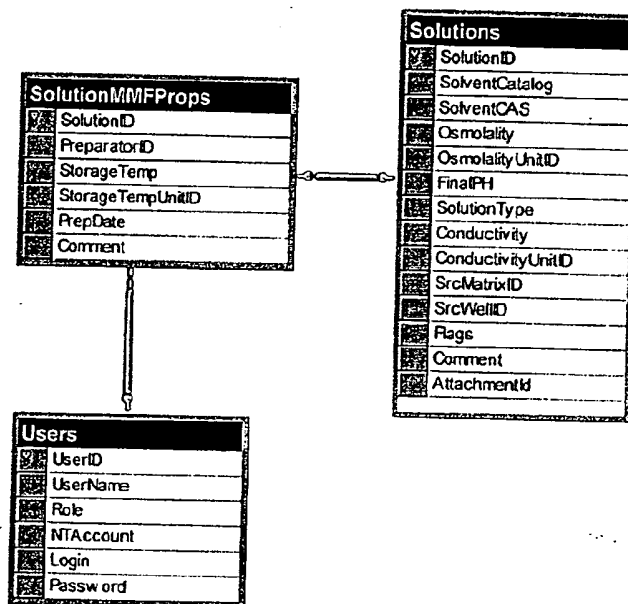 Solutions
SolutionID
SolventCatalog
SolventCAS
Osmolality
OsmolalityUnitID
FinalPH
SolutionType
Conductivity
ConductivityUnitID
SrcMatrixID
SrcWellID
Flags
Comment
AttachmentId
SolutionMMFProps
SolutionID
PreparatorID
StorageTemp
StorageTempUnitID
PrepDate
Comment
Users
UserID
UserName
Role
NTAccount
Login
Password